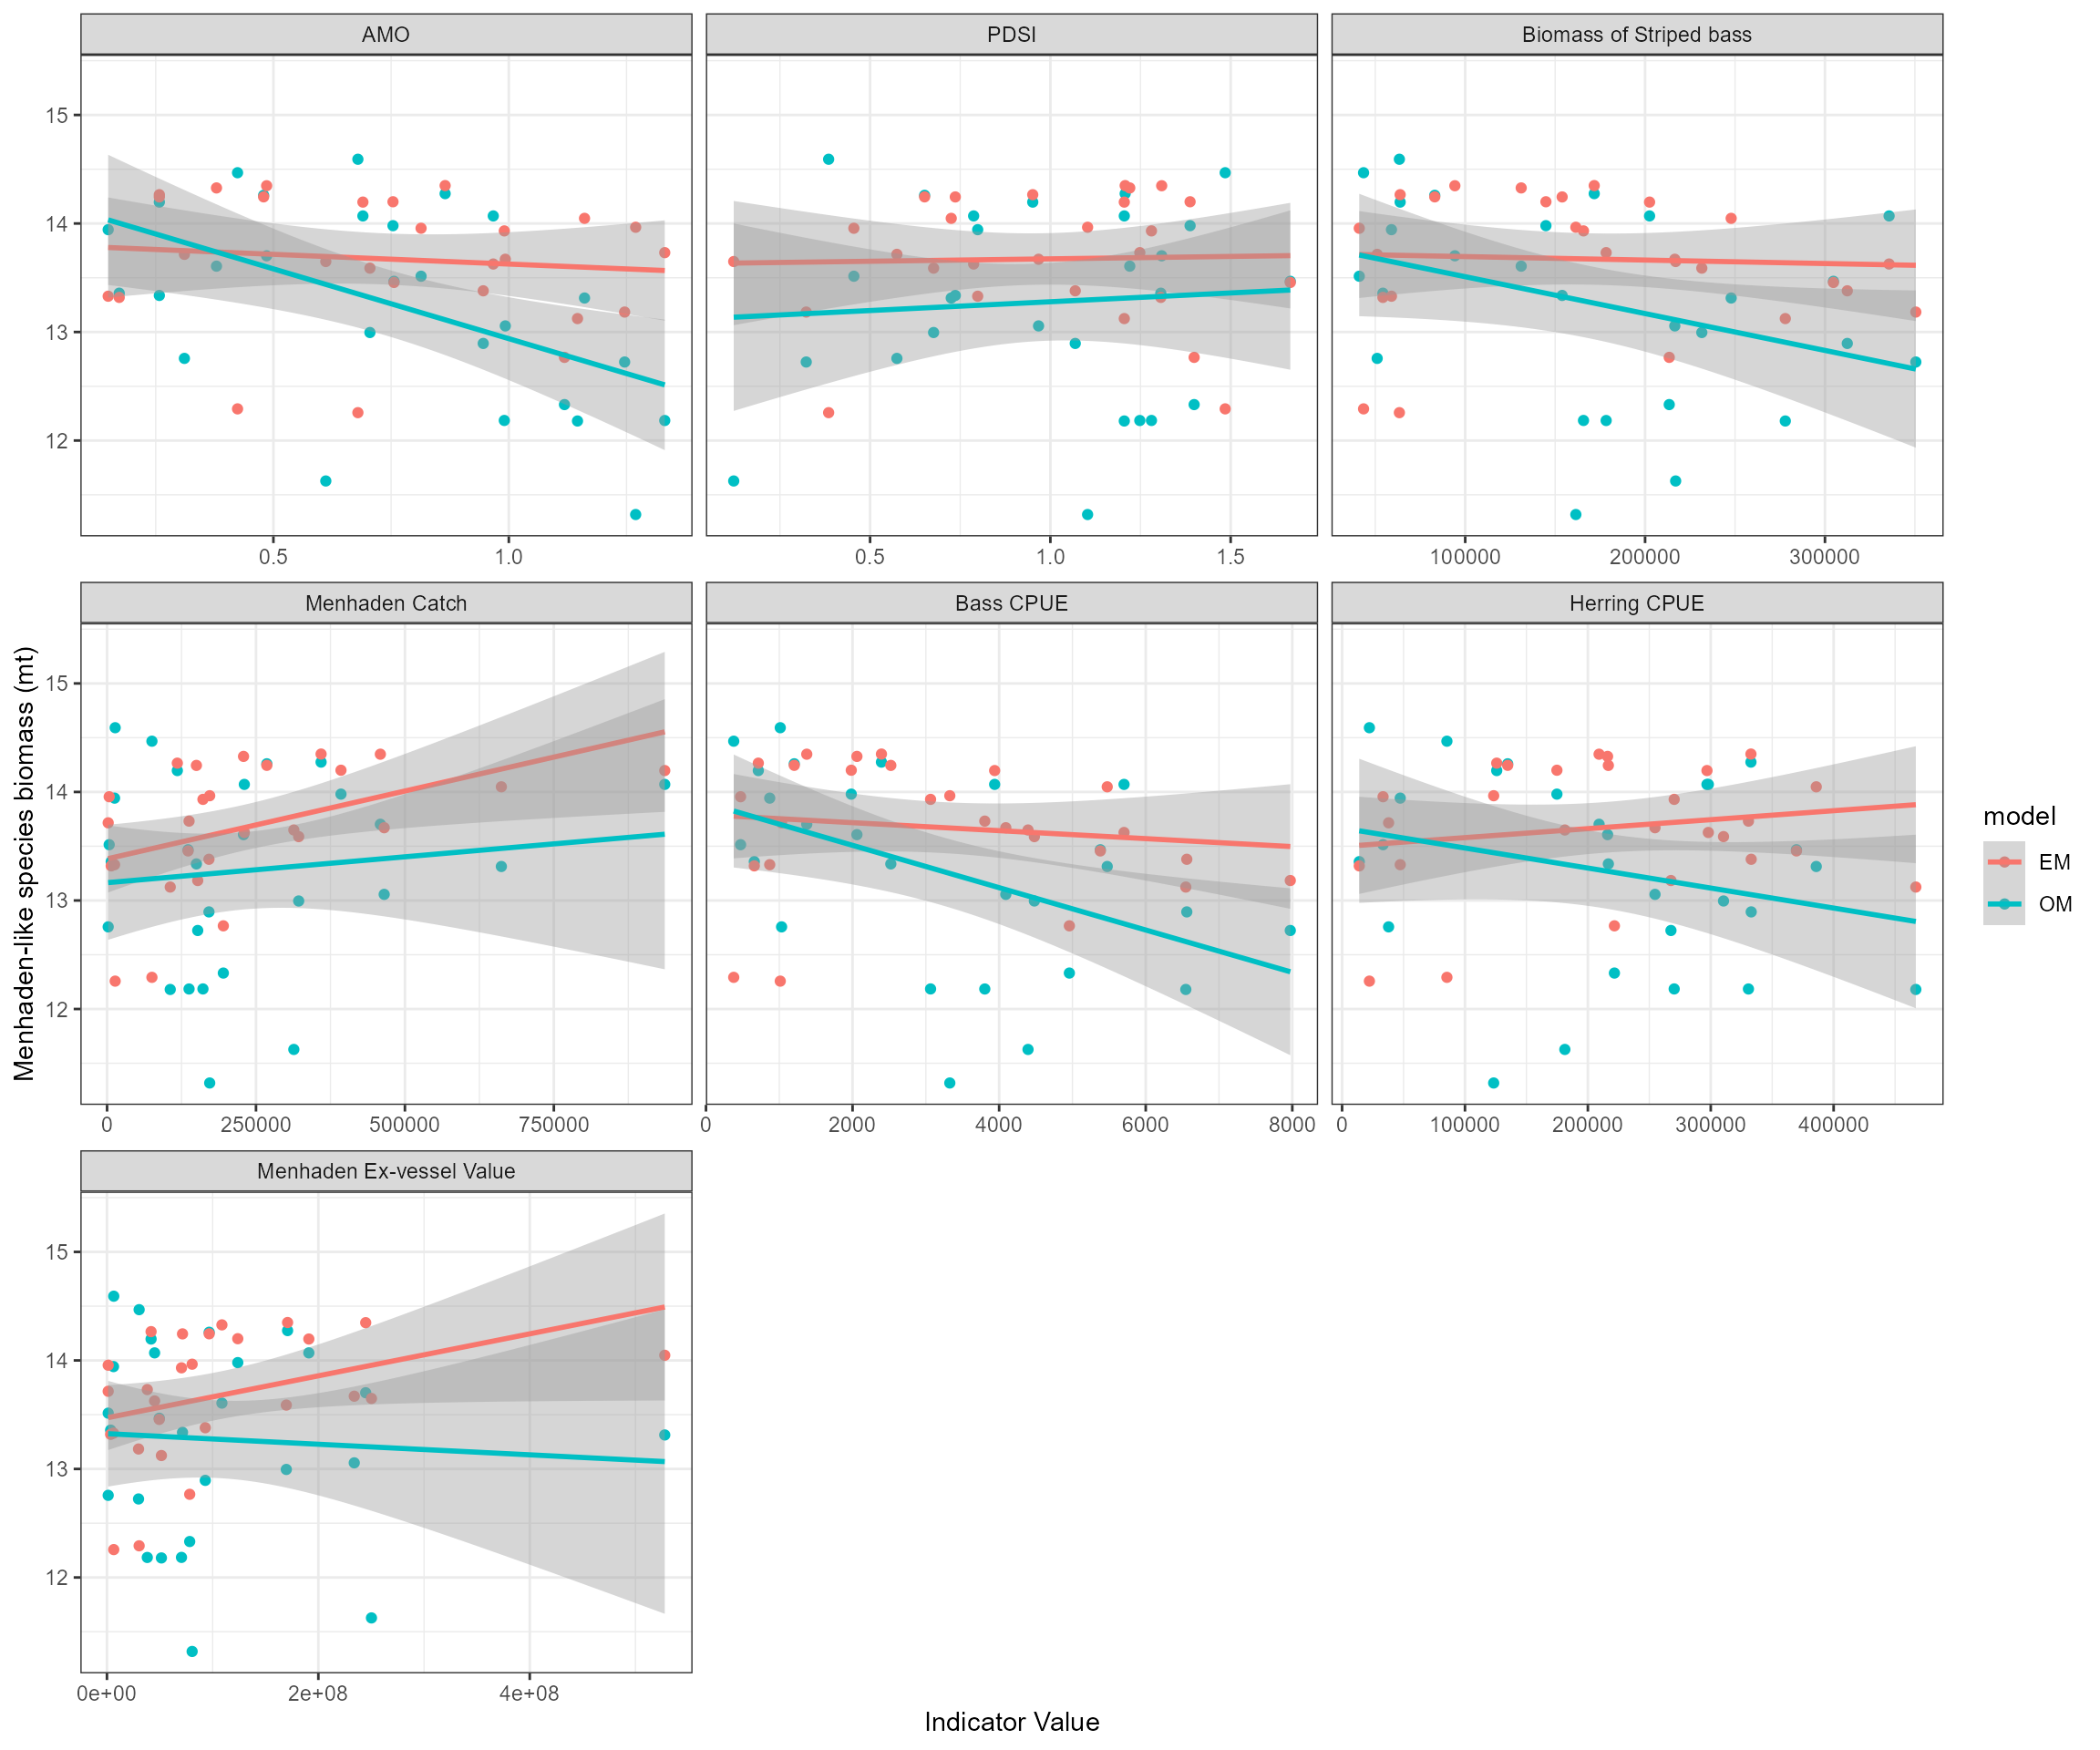 AMO
PDSI
Biomass of Striped bass
15
14
13
12
0.5 1.0
0.5 1.0 1.5
100000 200000 300000
Menhaden Catch
Bass CPUE
Herring CPUE
15
14
13
12
0 250000 500000 750000
0 2000 4000 6000 8000
0 100000 200000 300000 400000
Menhaden Ex-vessel Value
15
14
13
12
0e+00 2e+08 4e+08
Menhaden-like species biomass (mt)
Indicator Value
model
EM
OM